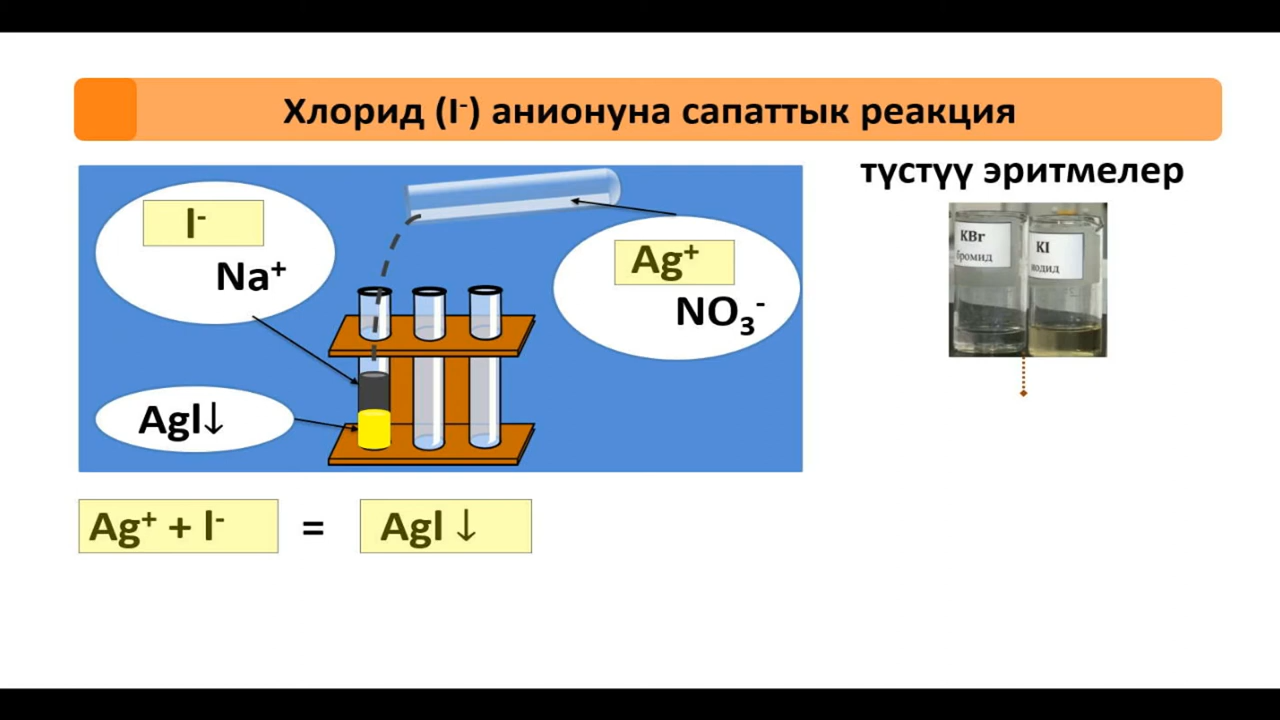 Хлорид (I⁻) анионуна сапаттык реакция
түстүү эритмелер
I⁻
Na⁺
Ag⁺
NO₃⁻
AgI↓
KBr
бромид
KI
иодид
Ag⁺ + I⁻ = AgI ↓